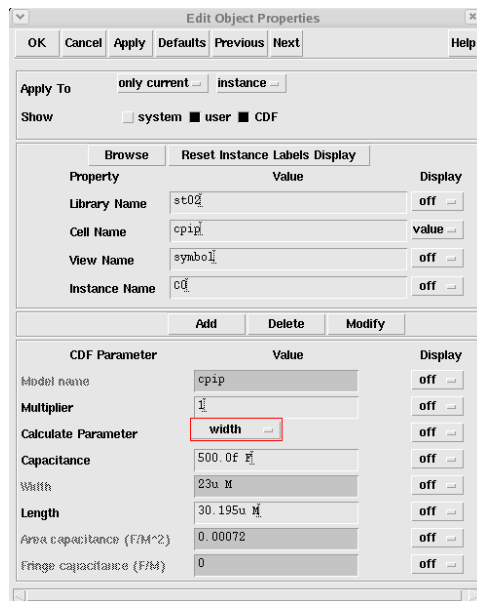 Edit Object Properties
OK Cancel Apply Defaults Previous Next Help
Apply To only current instance
Show system user CDF
Browse Reset Instance Labels Display
Property Value Display
Library Name st02 off
Cell Name cpip value
View Name symbol off
Instance Name C0 off
Add Delete Modify
CDF Parameter Value Display
Model name cpip off
Multiplier 1 off
Calculate Parameter width off
Capacitance 500.0f F off
Width 23u M off
Length 30.195u M off
Area capacitance (F/M^2) 0.00072 off
Fringe capacitance (F/M) 0 off